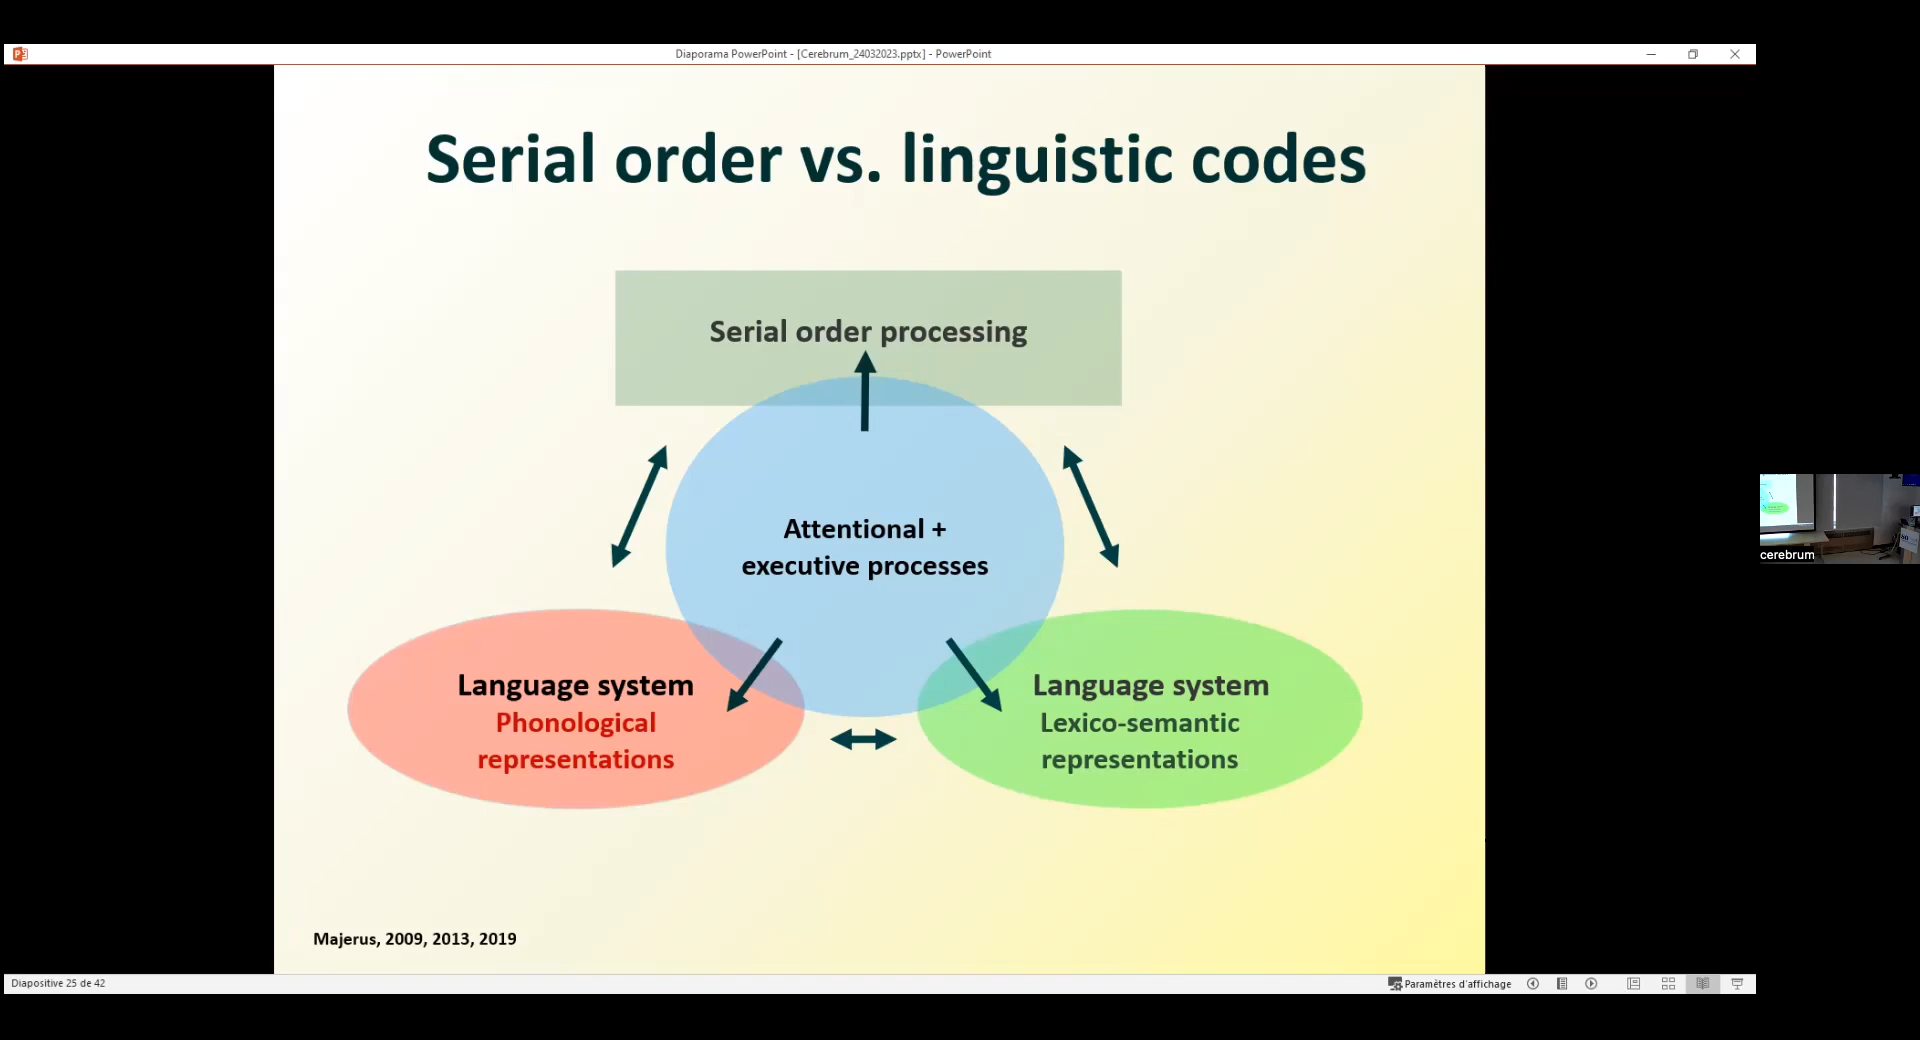 Diaporama PowerPoint - [Cerebrum_24032023.pptx] - PowerPoint
Serial order vs. linguistic codes
Serial order processing
Attentional +
executive processes
Language system
Phonological
representations
Language system
Lexico-semantic
representations
Majerus, 2009, 2013, 2019
cerebrum
Diapositive 25 de 42
Paramètres d'affichage